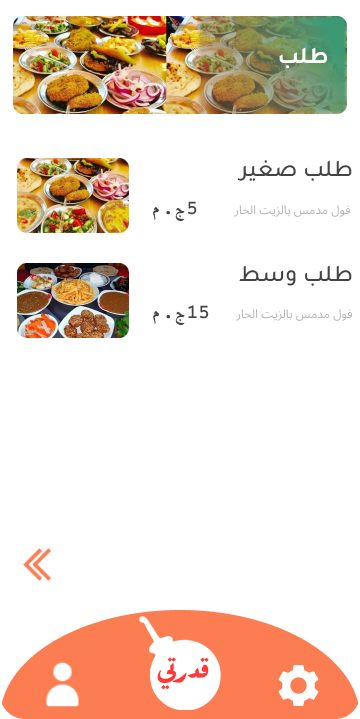 طلب
طلب صغير
فول مدمس بالزيت الحار
5ج.م
طلب وسط
فول مدمس بالزيت الحار
15ج.م
قدرتي